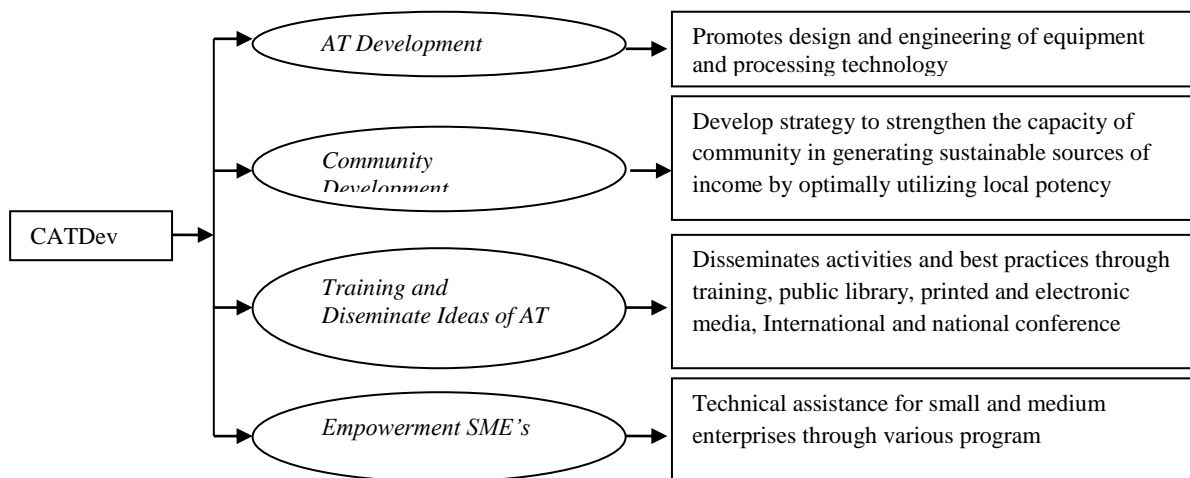 AT Development
Promotes design and engineering of equipment
and processing technology
Community
Development
Develop strategy to strengthen the capacity of
community in generating sustainable sources of
income by optimally utilizing local potency
CATDev
Training and
Diseminate Ideas of AT
Disseminates activities and best practices through
training, public library, printed and electronic
media, International and national conference
Empowerment SME’s
Technical assistance for small and medium
enterprises through various program